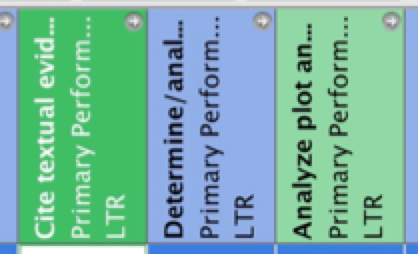 Cite textual evid...
Primary Perform...
LTR
Determine/anal...
Primary Perform...
LTR
Analyze plot an...
Primary Perform...
LTR